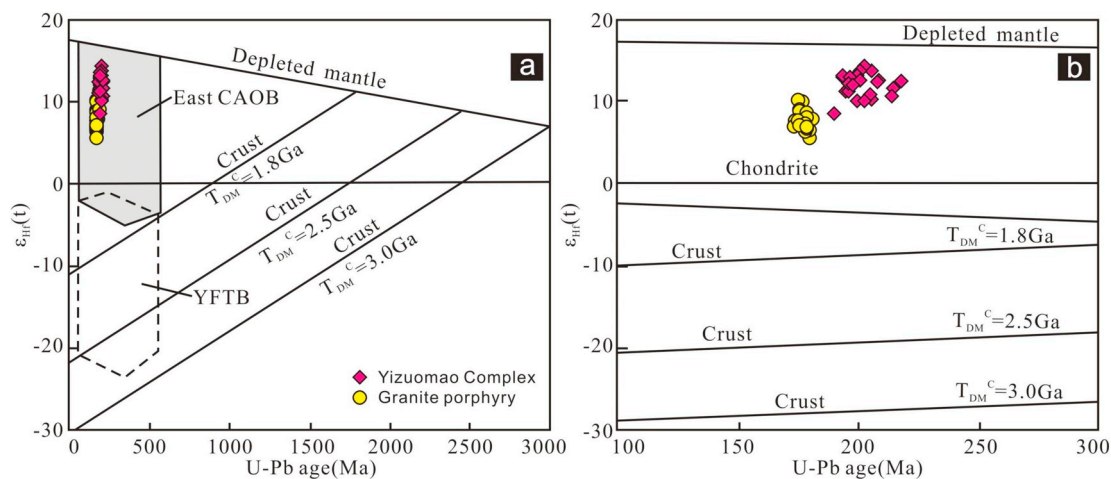 20
10
0
-10
-20
-30
εHf(t)
0
500
1000
1500
2000
2500
3000
U-Pb age(Ma)
a
Depleted mantle
East CAOB
Crust
TDMC=1.8Ga
Crust
TDMC=2.5Ga
Crust
TDMC=3.0Ga
YFTB
Yizuomao Complex
Granite porphyry
20
10
0
-10
-20
-30
εHf(t)
100
150
200
250
300
U-Pb age(Ma)
Depleted mantle
b
Chondrite
TDMC=1.8Ga
Crust
TDMC=2.5Ga
Crust
TDMC=3.0Ga
Crust